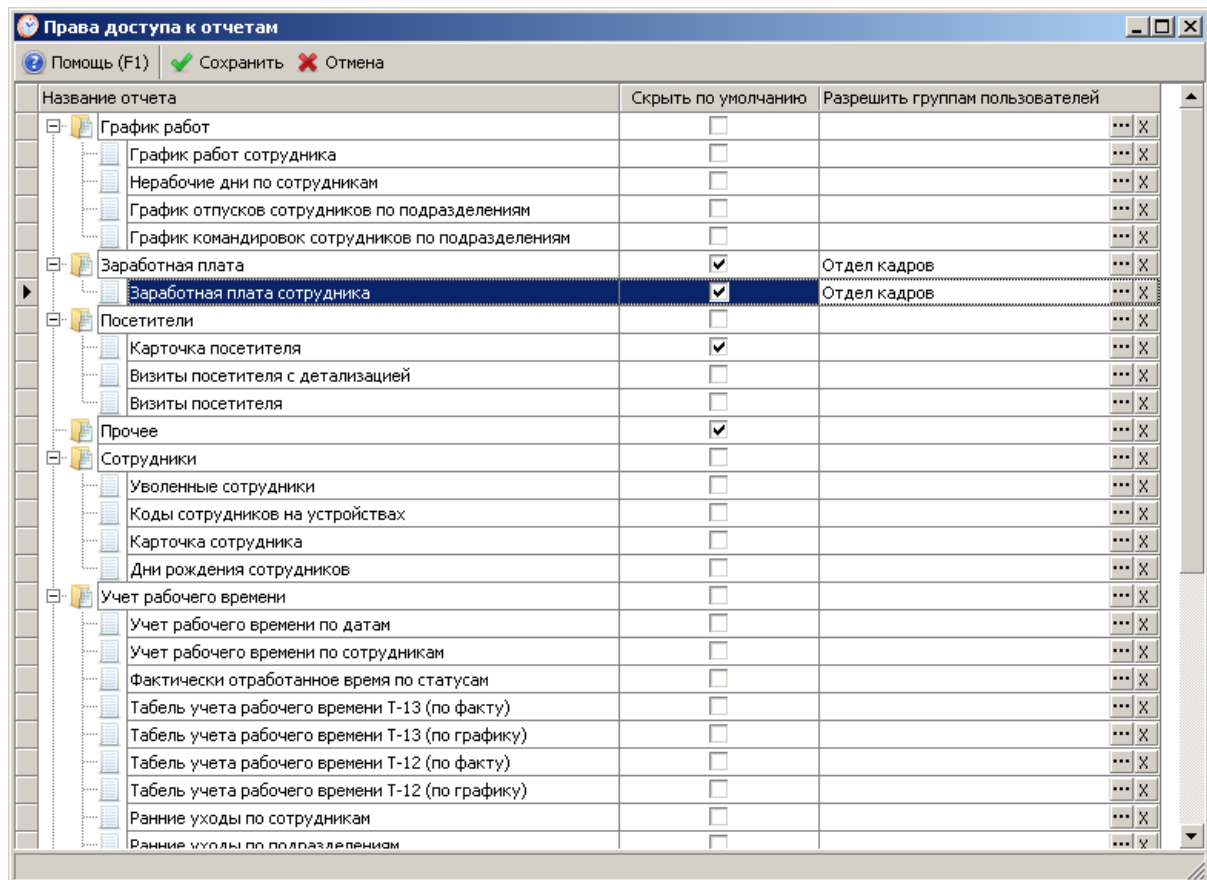 Права доступа к отчетам
Помощь (F1) Сохранить Отмена
Название отчета Скрыть по умолчанию Разрешить группам пользователей
График работ ... X
График работ сотрудника ... X
Нерабочие дни по сотрудникам ... X
График отпусков сотрудников по подразделениям ... X
График командировок сотрудников по подразделениям ... X
Заработная плата Отдел кадров ... X
Заработная плата сотрудника Отдел кадров ... X
Посетители ... X
Карточка посетителя ... X
Визиты посетителя с детализацией ... X
Визиты посетителя ... X
Прочее ... X
Сотрудники ... X
Уволенные сотрудники ... X
Коды сотрудников на устройствах ... X
Карточка сотрудника ... X
Дни рождения сотрудников ... X
Учет рабочего времени ... X
Учет рабочего времени по датам ... X
Учет рабочего времени по сотрудникам ... X
Фактически отработанное время по статусам ... X
Табель учета рабочего времени Т-13 (по факту) ... X
Табель учета рабочего времени Т-13 (по графику) ... X
Табель учета рабочего времени Т-12 (по факту) ... X
Табель учета рабочего времени Т-12 (по графику) ... X
Ранние уходы по сотрудникам ... X
Ранние уходы по подразделениям ... X